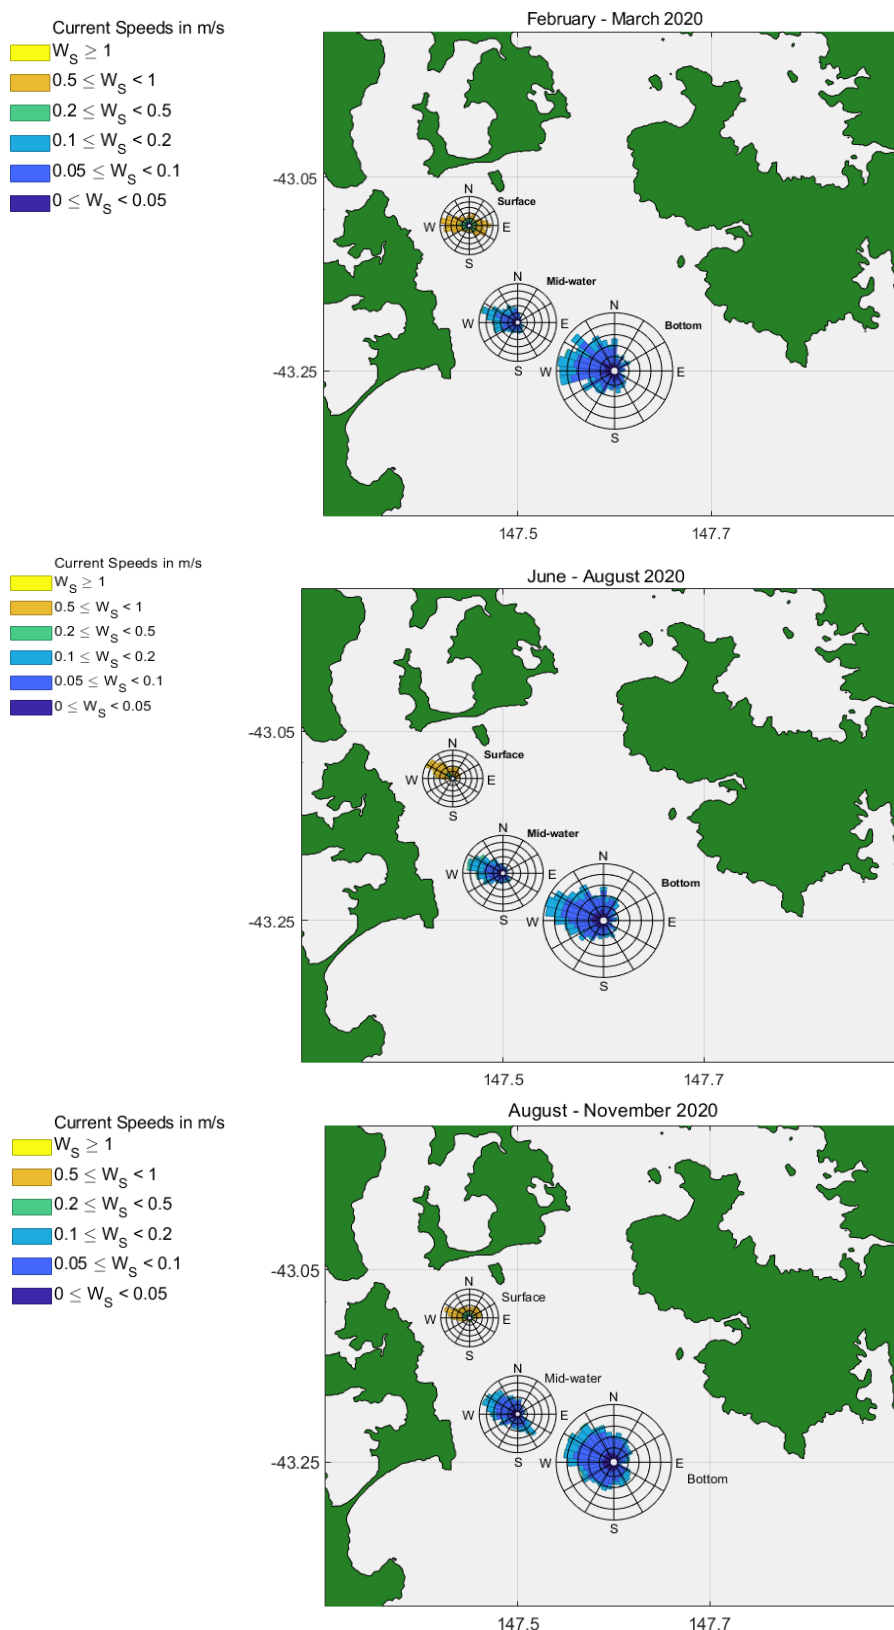 February - March 2020
Current Speeds in m/s
W_S ≥ 1
0.5 ≤ W_S < 1
0.2 ≤ W_S < 0.5
0.1 ≤ W_S < 0.2
0.05 ≤ W_S < 0.1
0 ≤ W_S < 0.05
-43.05
N
Surface
W
E
S
N
Mid-water
W
E
S
N
Bottom
-43.25
W
E
S
147.5
147.7
June - August 2020
Current Speeds in m/s
W_S ≥ 1
0.5 ≤ W_S < 1
0.2 ≤ W_S < 0.5
0.1 ≤ W_S < 0.2
0.05 ≤ W_S < 0.1
0 ≤ W_S < 0.05
-43.05
N
Surface
W
E
S
N
Mid-water
W
E
S
N
Bottom
-43.25
W
E
S
147.5
147.7
August - November 2020
Current Speeds in m/s
W_S ≥ 1
0.5 ≤ W_S < 1
0.2 ≤ W_S < 0.5
0.1 ≤ W_S < 0.2
0.05 ≤ W_S < 0.1
0 ≤ W_S < 0.05
-43.05
N
Surface
W
E
S
N
Mid-water
W
E
S
N
-43.25
W
E
Bottom
S
147.5
147.7